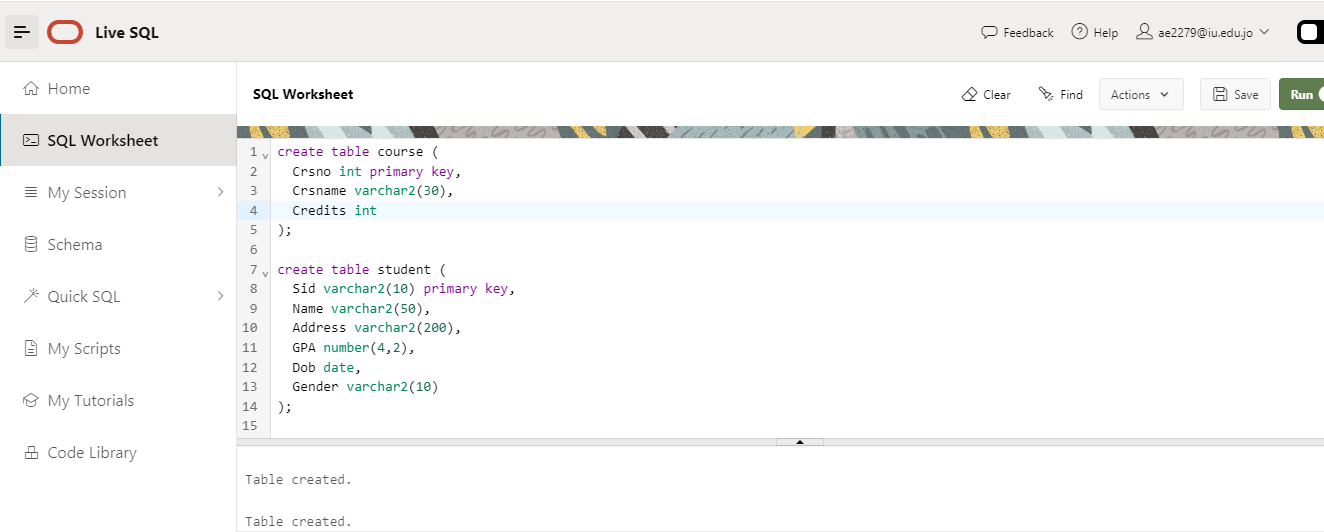 Live SQL
Feedback Help ae2279@iu.edu.jo
Home
SQL Worksheet
My Session
Schema
Quick SQL
My Scripts
My Tutorials
Code Library
SQL Worksheet
Clear Find Actions Save Run
1 create table course (
2 Crsno int primary key,
3 Crsname varchar2(30),
4 Credits int
5 );
6
7 create table student (
8 Sid varchar2(10) primary key,
9 Name varchar2(50),
10 Address varchar2(200),
11 GPA number(4,2),
12 Dob date,
13 Gender varchar2(10)
14 );
15
Table created.
Table created.